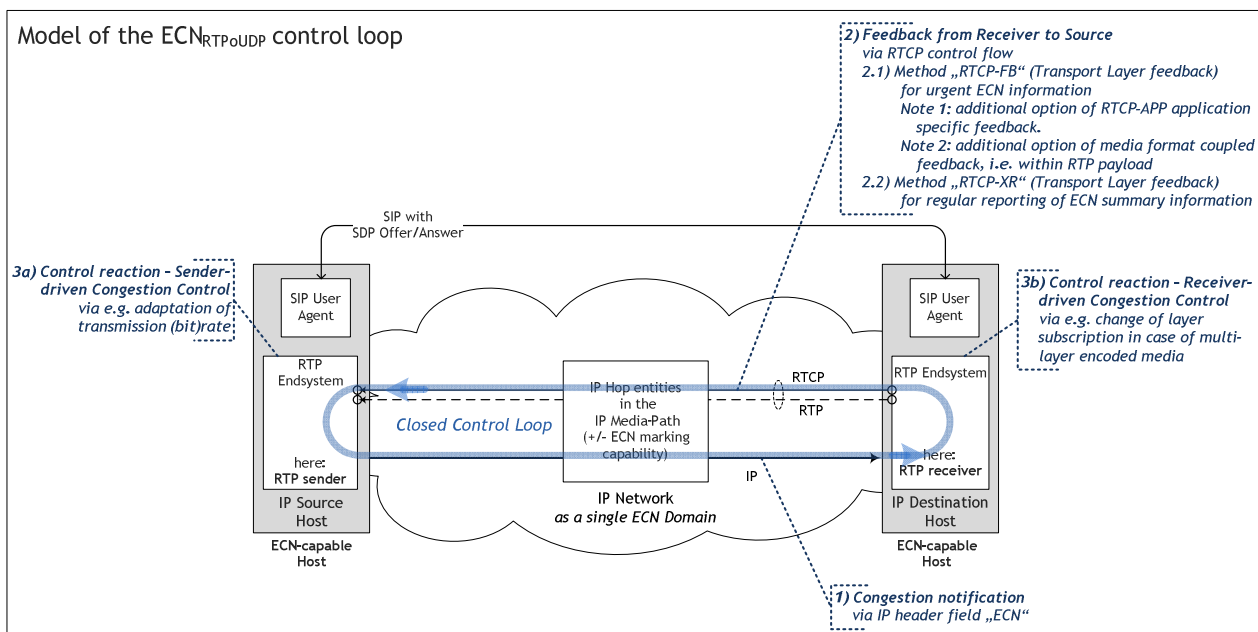 Model of the ECNRTPoUDP control loop
2) Feedback from Receiver to Source
via RTCP control flow
2.1) Method „RTCP-FB“ (Transport Layer feedback)
for urgent ECN information
Note 1: additional option of RTCP-APP application
specific feedback.
Note 2: additional option of media format coupled
feedback, i.e. within RTP payload
2.2) Method „RTCP-XR“ (Transport Layer feedback)
for regular reporting of ECN summary information
SIP with
SDP Offer/Answer
3a) Control reaction – Sender-
driven Congestion Control
via e.g. adaptation of
transmission (bit)rate
SIP User
Agent
SIP User
Agent
3b) Control reaction – Receiver-
driven Congestion Control
via e.g. change of layer
subscription in case of multi-
layer encoded media
RTP
Endsystem
here:
RTP sender
IP Source
Host
ECN-capable
Host
Closed Control Loop
IP Hop entities
in the
IP Media-Path
(+/- ECN marking
capability)
RTCP
RTP
IP
IP Network
as a single ECN Domain
RTP Endsystem
here:
RTP receiver
IP Destination
Host
ECN-capable
Host
1) Congestion notification
via IP header field „ECN“